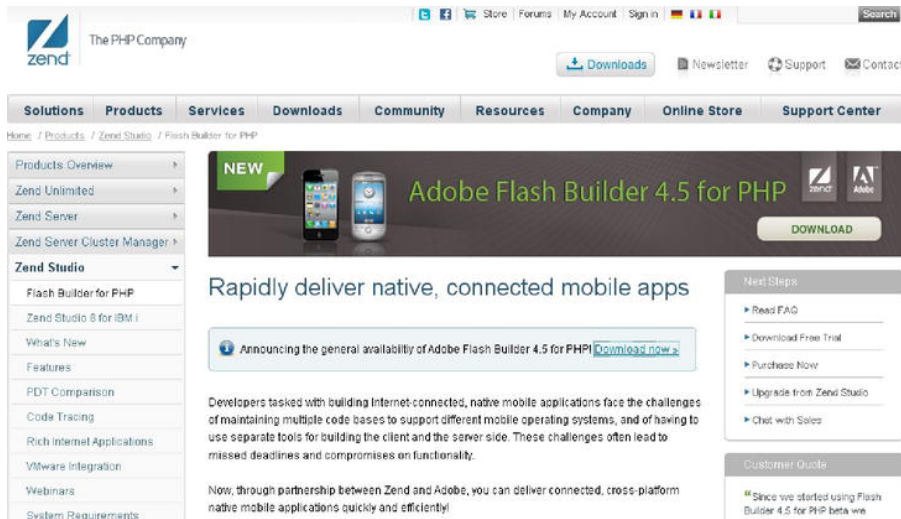 Store Forums My Account Sign in Search
zend The PHP Company
Downloads Newsletter Support Contact
Solutions Products Services Downloads Community Resources Company Online Store Support Center
Home / Products / Zend Studio / Flash Builder for PHP
Products Overview
Zend Unlimited
Zend Server
Zend Server Cluster Manager
Zend Studio
Flash Builder for PHP
Zend Studio 8 for IBM i
What's New
Features
PDT Comparison
Code Tracing
Rich Internet Applications
VMware Integration
Webinars
System Requirements
NEW
Adobe Flash Builder 4.5 for PHP
zend Adobe
DOWNLOAD
Rapidly deliver native, connected mobile apps
Announcing the general availabiltiy of Adobe Flash Builder 4.5 for PHP! Download now >
Developers tasked with building Internet-connected, native mobile applications face the challenges
of maintaining multiple code bases to support different mobile operating systems, and of having to
use separate tools for building the client and the server side. These challenges often lead to
missed deadlines and compromises on functionality.
Now, through partnership between Zend and Adobe, you can deliver connected, cross-platform
native mobile applications quickly and efficiently!
Next Steps
Read FAQ
Download Free Trial
Purchase Now
Upgrade from Zend Studio
Chat with Sales
Customer Quote
"Since we started using Flash
Builder 4.5 for PHP beta we